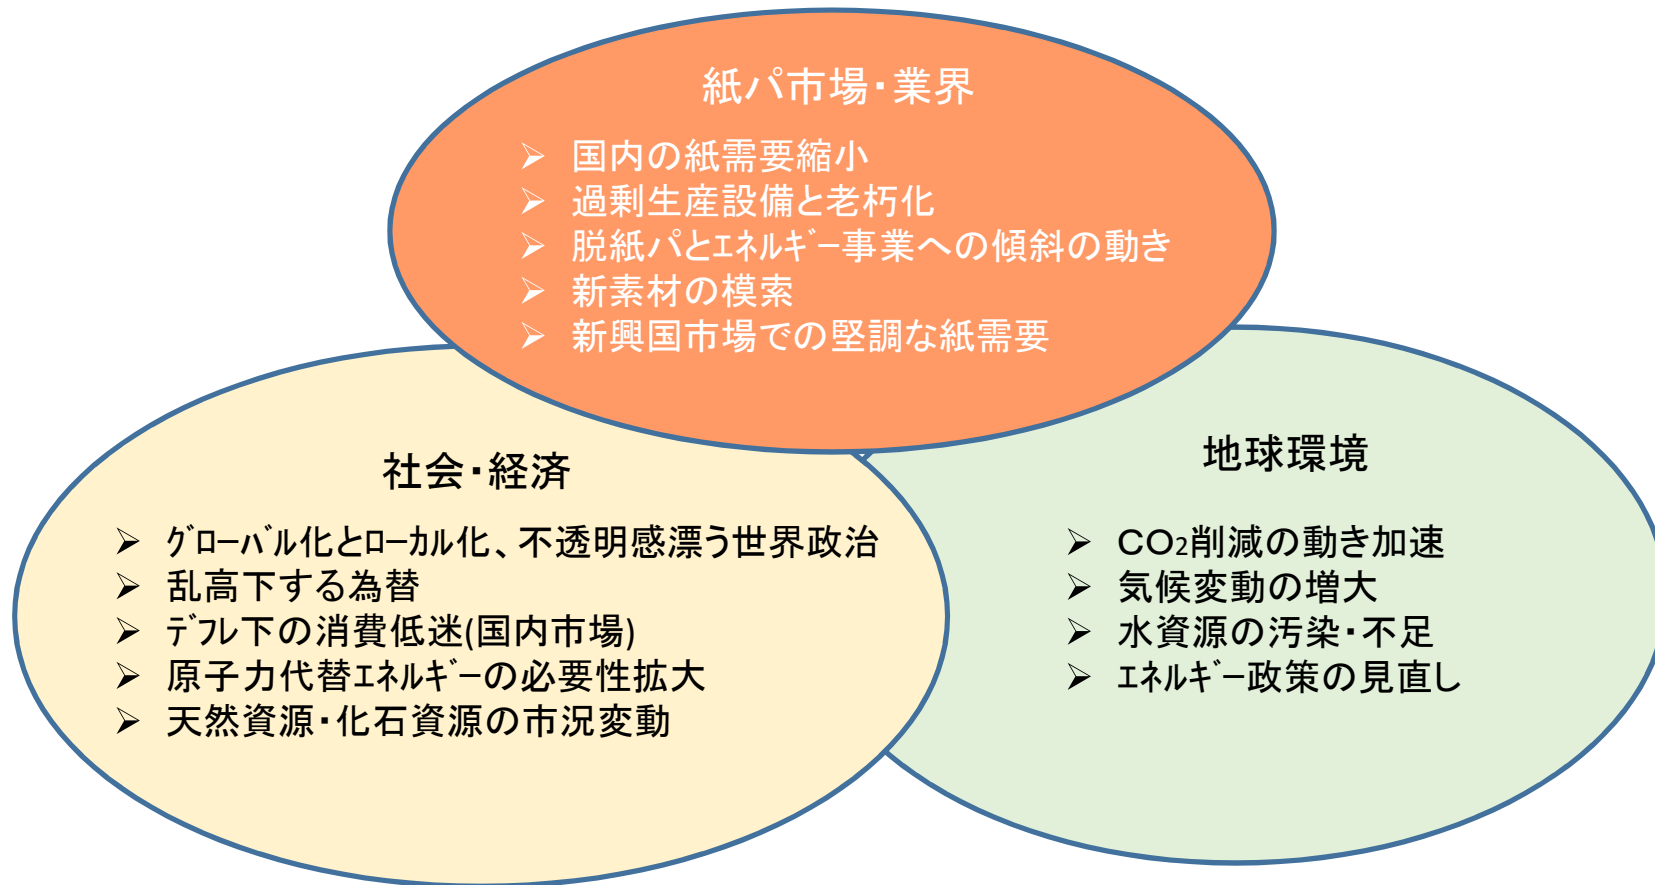 紙パ市場・業界
➢ 国内の紙需要縮小
➢ 過剰生産設備と老朽化
➢ 脱紙パとｴﾈﾙｷﾞｰ事業への傾斜の動き
➢ 新素材の模索
➢ 新興国市場での堅調な紙需要
社会・経済
➢ ｸﾞﾛｰﾊﾞﾙ化とﾛｰｶﾙ化、不透明感漂う世界政治
➢ 乱高下する為替
➢ ﾃﾞﾌﾚ下の消費低迷(国内市場)
➢ 原子力代替ｴﾈﾙｷﾞｰの必要性拡大
➢ 天然資源・化石資源の市況変動
地球環境
➢ CO₂削減の動き加速
➢ 気候変動の増大
➢ 水資源の汚染・不足
➢ ｴﾈﾙｷﾞｰ政策の見直し